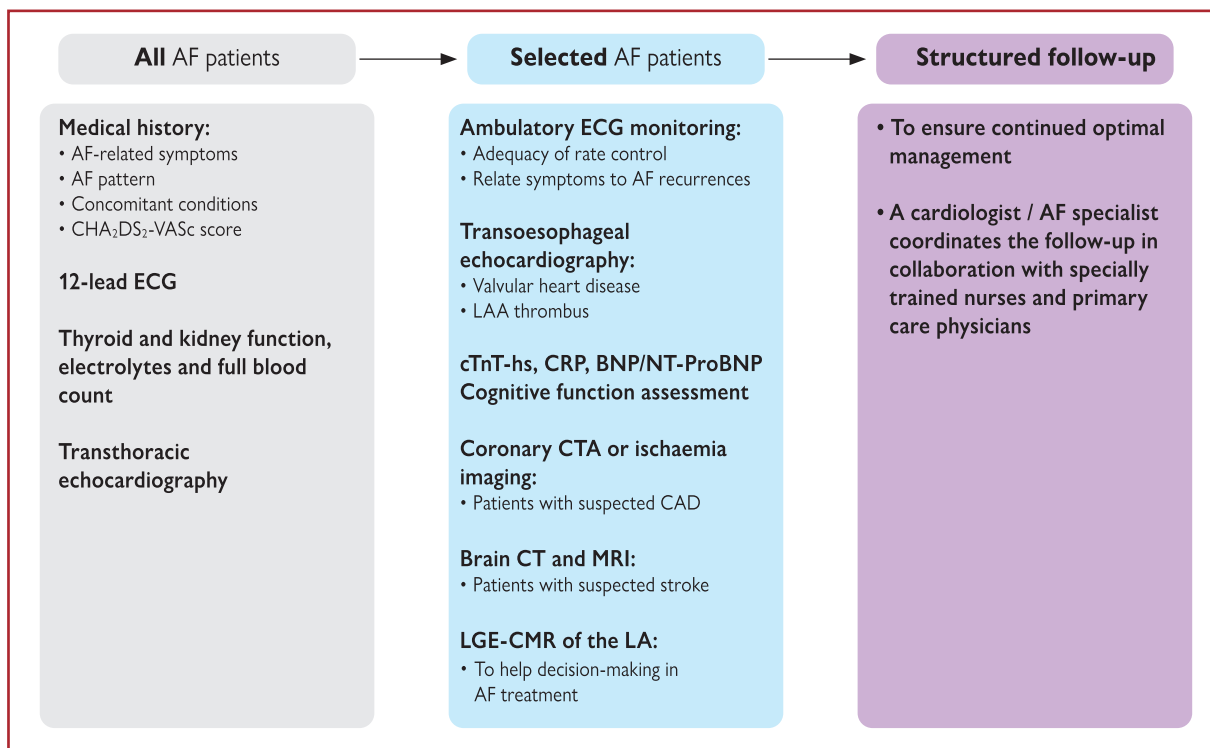 All AF patients
Selected AF patients
Structured follow-up
Medical history:
• AF-related symptoms
• AF pattern
• Concomitant conditions
• CHA₂DS₂-VASc score
12-lead ECG
Thyroid and kidney function,
electrolytes and full blood
count
Transthoracic
echocardiography
Ambulatory ECG monitoring:
• Adequacy of rate control
• Relate symptoms to AF recurrences
Transoesophageal
echocardiography:
• Valvular heart disease
• LAA thrombus
cTnT-hs, CRP, BNP/NT-ProBNP
Cognitive function assessment
Coronary CTA or ischaemia
imaging:
• Patients with suspected CAD
Brain CT and MRI:
• Patients with suspected stroke
LGE-CMR of the LA:
• To help decision-making in
AF treatment
• To ensure continued optimal
management
• A cardiologist / AF specialist
coordinates the follow-up in
collaboration with specially
trained nurses and primary
care physicians